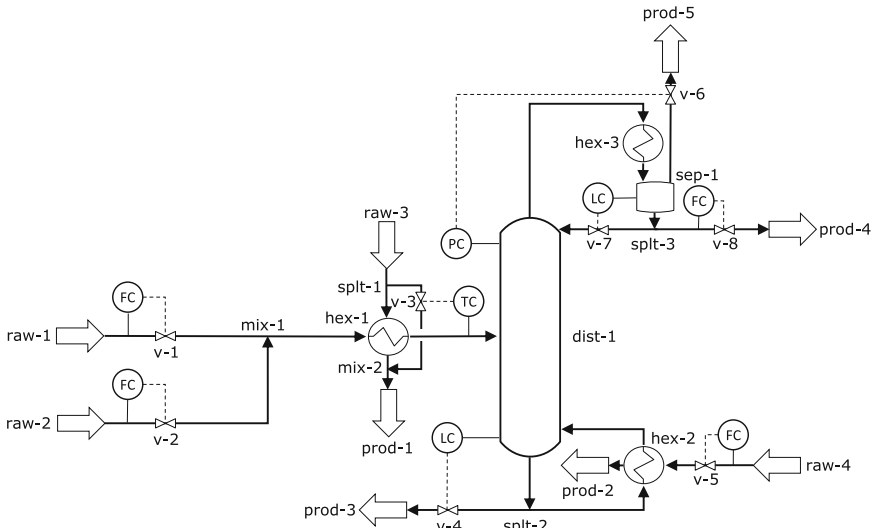 prod-5
v-6
hex-3
sep-1
LC
FC
raw-3
PC
v-7
splt-3
v-8
prod-4
splt-1
v-3
TC
FC
hex-1
mix-1
raw-1
v-1
dist-1
mix-2
FC
raw-2
v-2
prod-1
LC
hex-2
FC
raw-4
prod-2
v-5
prod-3
v-4
splt-2